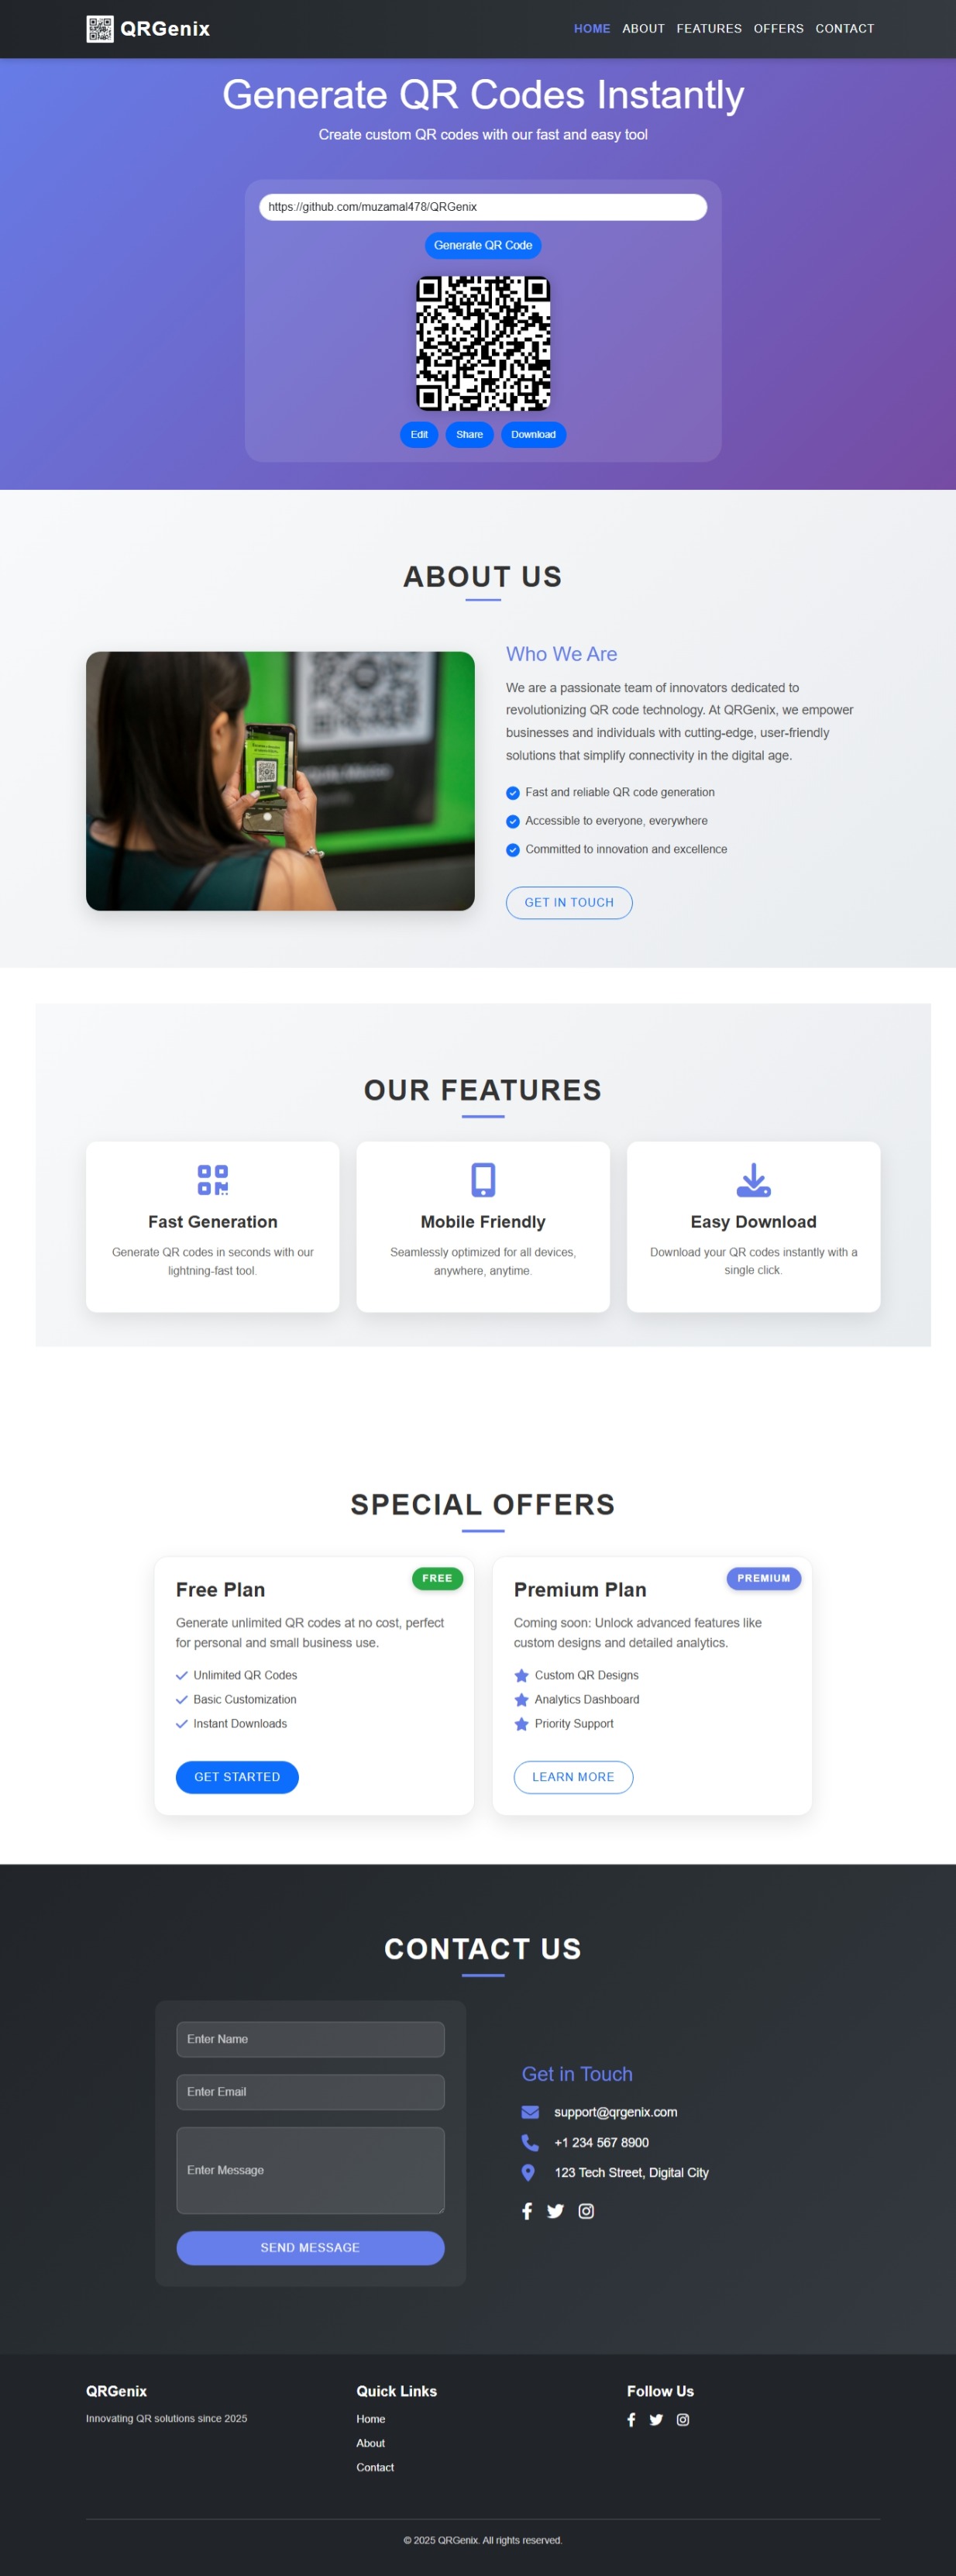 QRGenix
HOME ABOUT FEATURES OFFERS CONTACT
Generate QR Codes Instantly
Create custom QR codes with our fast and easy tool
https://github.com/muzamal478/QRGenix
Generate QR Code
Edit Share Download
ABOUT US
Who We Are
We are a passionate team of innovators dedicated to
revolutionizing QR code technology. At QRGenix, we empower
businesses and individuals with cutting-edge, user-friendly
solutions that simplify connectivity in the digital age.
Fast and reliable QR code generation
Accessible to everyone, everywhere
Committed to innovation and excellence
GET IN TOUCH
OUR FEATURES
Fast Generation
Generate QR codes in seconds with our
lightning-fast tool.
Mobile Friendly
Seamlessly optimized for all devices,
anywhere, anytime.
Easy Download
Download your QR codes instantly with a
single click.
SPECIAL OFFERS
FREE
Free Plan
Generate unlimited QR codes at no cost, perfect
for personal and small business use.
Unlimited QR Codes
Basic Customization
Instant Downloads
GET STARTED
PREMIUM
Premium Plan
Coming soon: Unlock advanced features like
custom designs and detailed analytics.
Custom QR Designs
Analytics Dashboard
Priority Support
LEARN MORE
CONTACT US
Enter Name
Enter Email
Enter Message
SEND MESSAGE
Get in Touch
support@qrgenix.com
+1 234 567 8900
123 Tech Street, Digital City
QRGenix
Innovating QR solutions since 2025
Quick Links
Home
About
Contact
Follow Us
© 2025 QRGenix. All rights reserved.